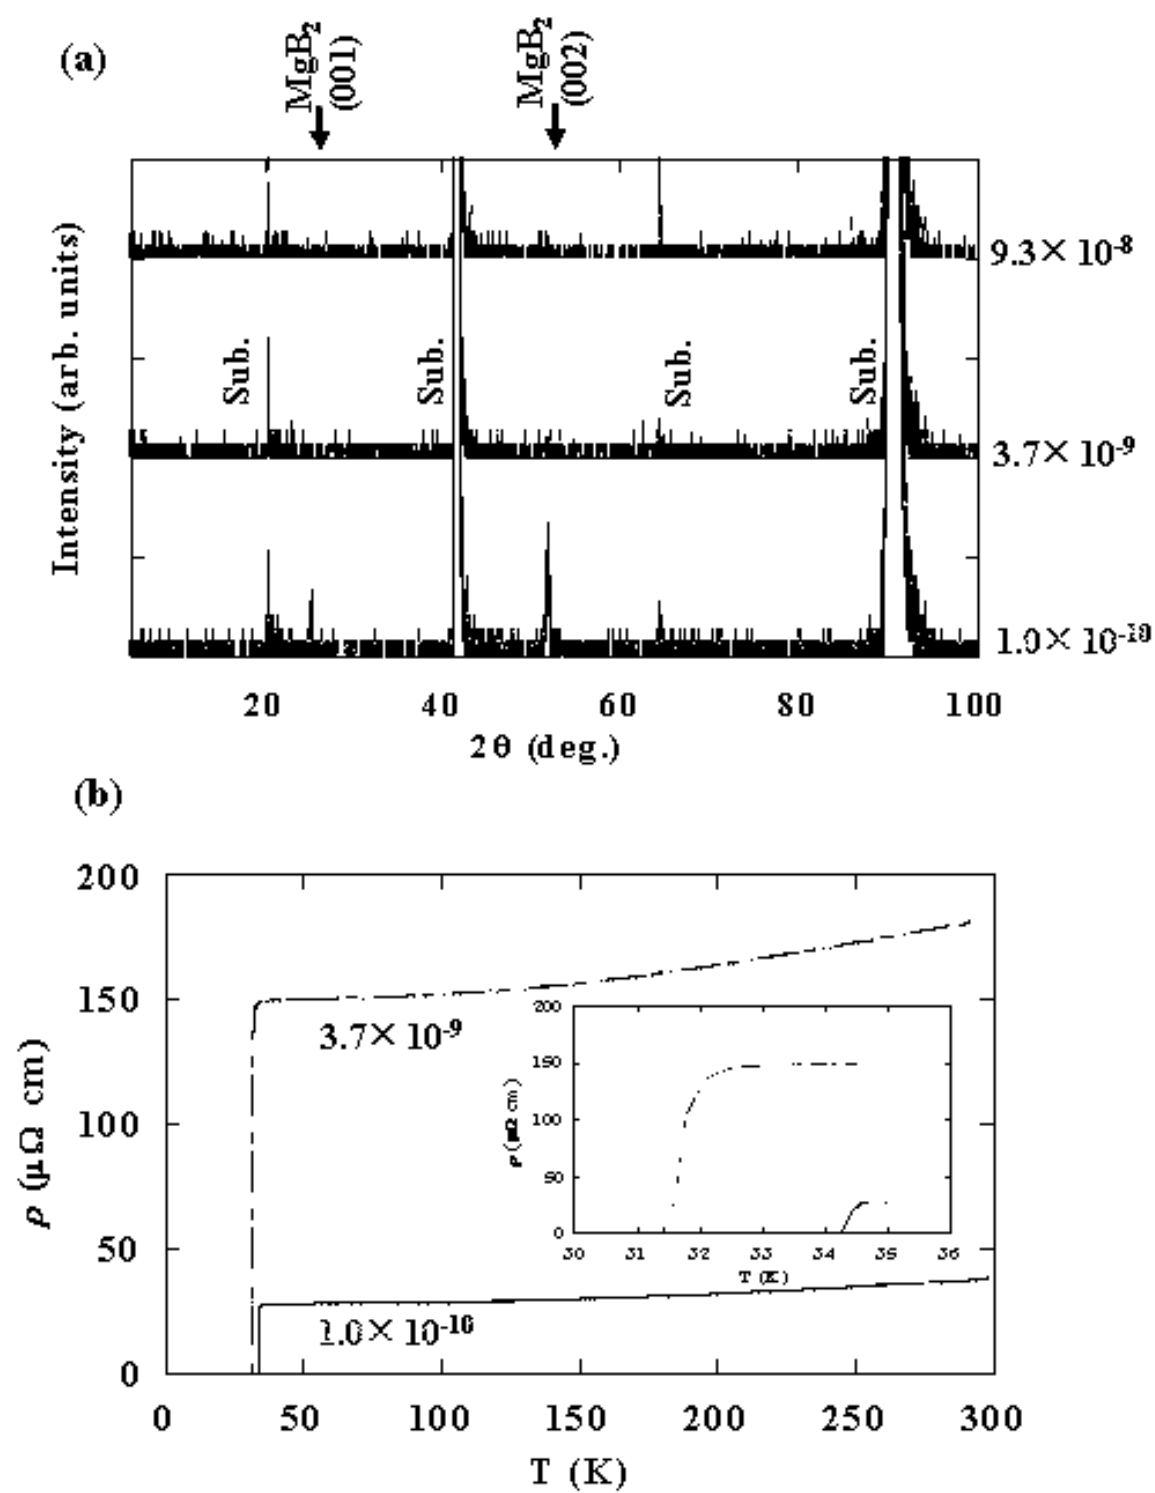 (a)
MgB₂
(001)
MgB₂
(002)
Intensity (arb. units)
9.3× 10⁻⁸
Sub.
Sub.
Sub.
Sub.
3.7× 10⁻⁹
1.0× 10⁻¹⁰
20 40 60 80 100
2θ (deg.)
(b)
200
150
100
50
0
ρ (μΩ cm)
3.7× 10⁻⁹
200
150
100
50
0
ρ (μΩ cm)
30 31 32 33 34 35 36
T (K)
1.0× 10⁻¹⁰
0 50 100 150 200 250 300
T (K)